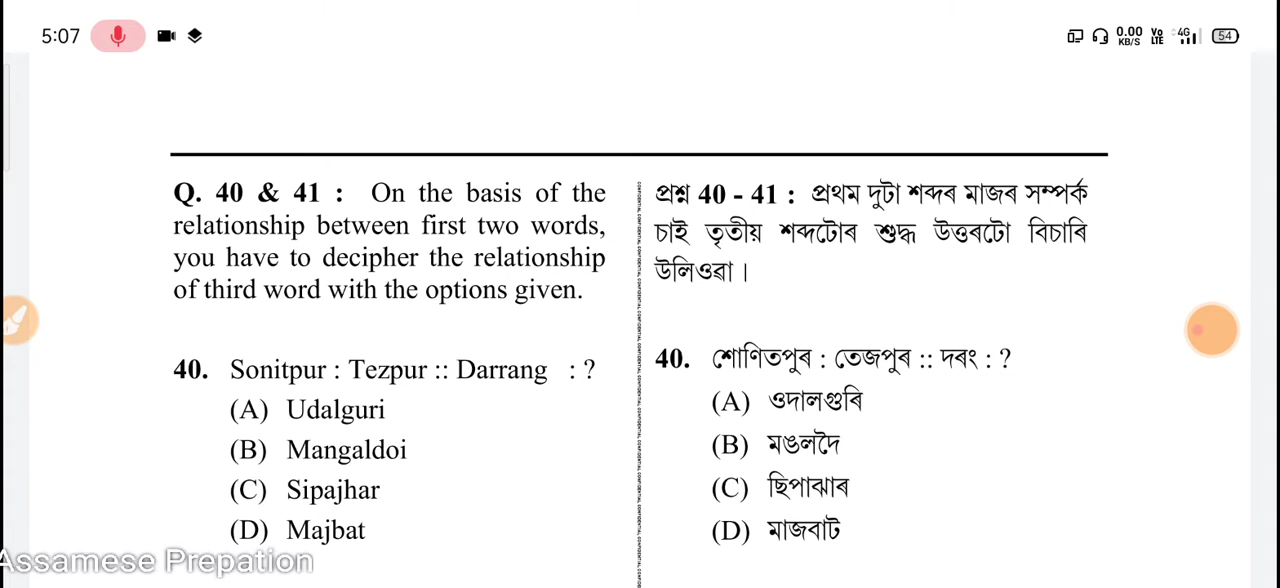 5:07
0.00
KB/S
Vo
LTE
4G
54
Q. 40 & 41 : On the basis of the
relationship between first two words,
you have to decipher the relationship
of third word with the options given.
40. Sonitpur : Tezpur :: Darrang : ?
(A) Udalguri
(B) Mangaldoi
(C) Sipajhar
(D) Majbat
প্ৰশ্ন 40 - 41 : প্ৰথম দুটা শব্দৰ মাজৰ সম্পৰ্ক
চাই তৃতীয় শব্দটোৰ শুদ্ধ উত্তৰটো বিচাৰি
উলিওৱা ।
40. শোণিতপুৰ : তেজপুৰ :: দৰং : ?
(A) ওদালগুৰি
(B) মঙলদৈ
(C) ছিপাঝাৰ
(D) মাজবাট
Assamese Prepation